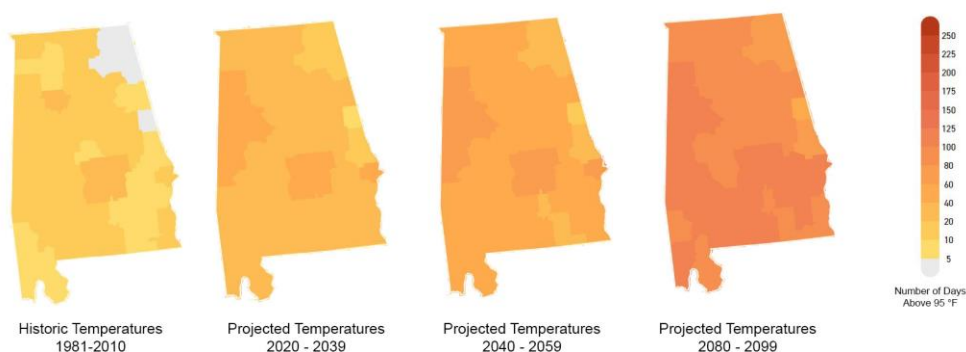 250
225
200
175
150
125
100
80
60
40
20
10
5
Number of Days
Above 95 °F
Historic Temperatures
1981-2010
Projected Temperatures
2020 - 2039
Projected Temperatures
2040 - 2059
Projected Temperatures
2080 - 2099